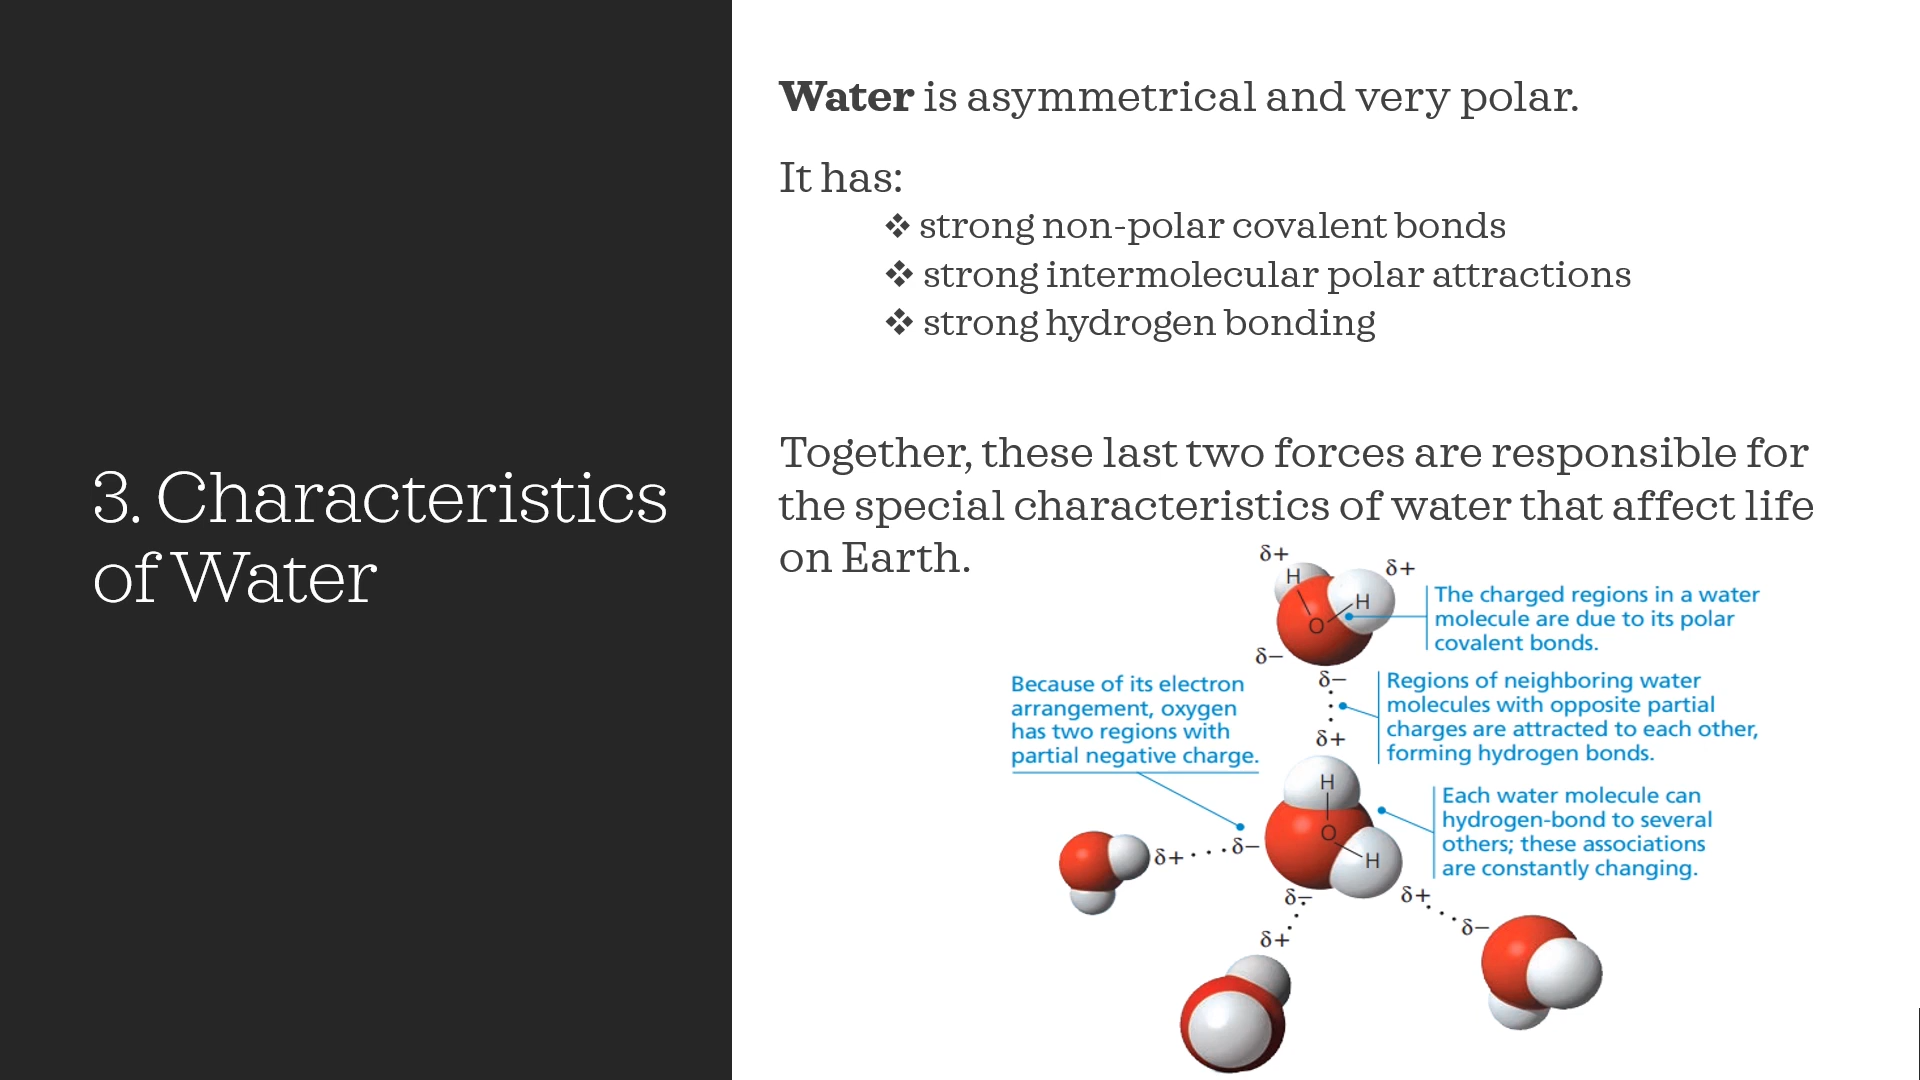 3. Characteristics
of Water
Water is asymmetrical and very polar.
It has:
❖ strong non-polar covalent bonds
❖ strong intermolecular polar attractions
❖ strong hydrogen bonding
Together, these last two forces are responsible for
the special characteristics of water that affect life
on Earth.
δ+
δ+
H
H
O
The charged regions in a water
molecule are due to its polar
covalent bonds.
δ−
δ−
δ+
Regions of neighboring water
molecules with opposite partial
charges are attracted to each other,
forming hydrogen bonds.
Because of its electron
arrangement, oxygen
has two regions with
partial negative charge.
H
O
H
Each water molecule can
hydrogen-bond to several
others; these associations
are constantly changing.
δ+ · · · δ−
δ−
δ+
δ+
δ−